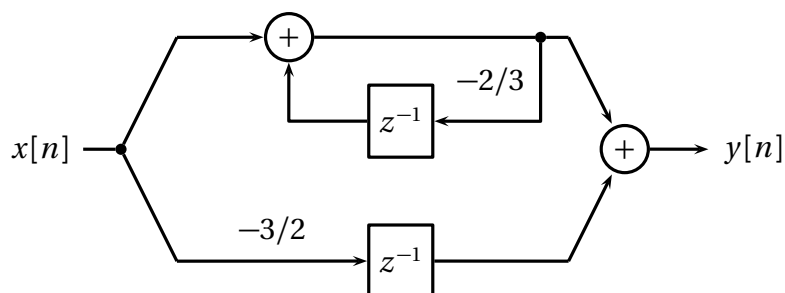 +
−2/3
z⁻¹
x[n]
+
y[n]
−3/2
z⁻¹